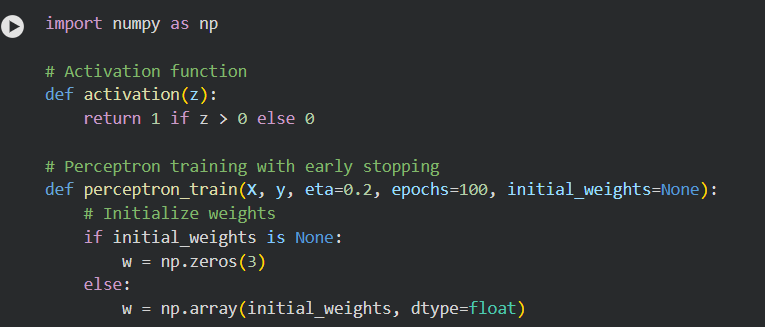 import numpy as np
# Activation function
def activation(z):
    return 1 if z > 0 else 0
# Perceptron training with early stopping
def perceptron_train(X, y, eta=0.2, epochs=100, initial_weights=None):
    # Initialize weights
    if initial_weights is None:
        w = np.zeros(3)
    else:
        w = np.array(initial_weights, dtype=float)